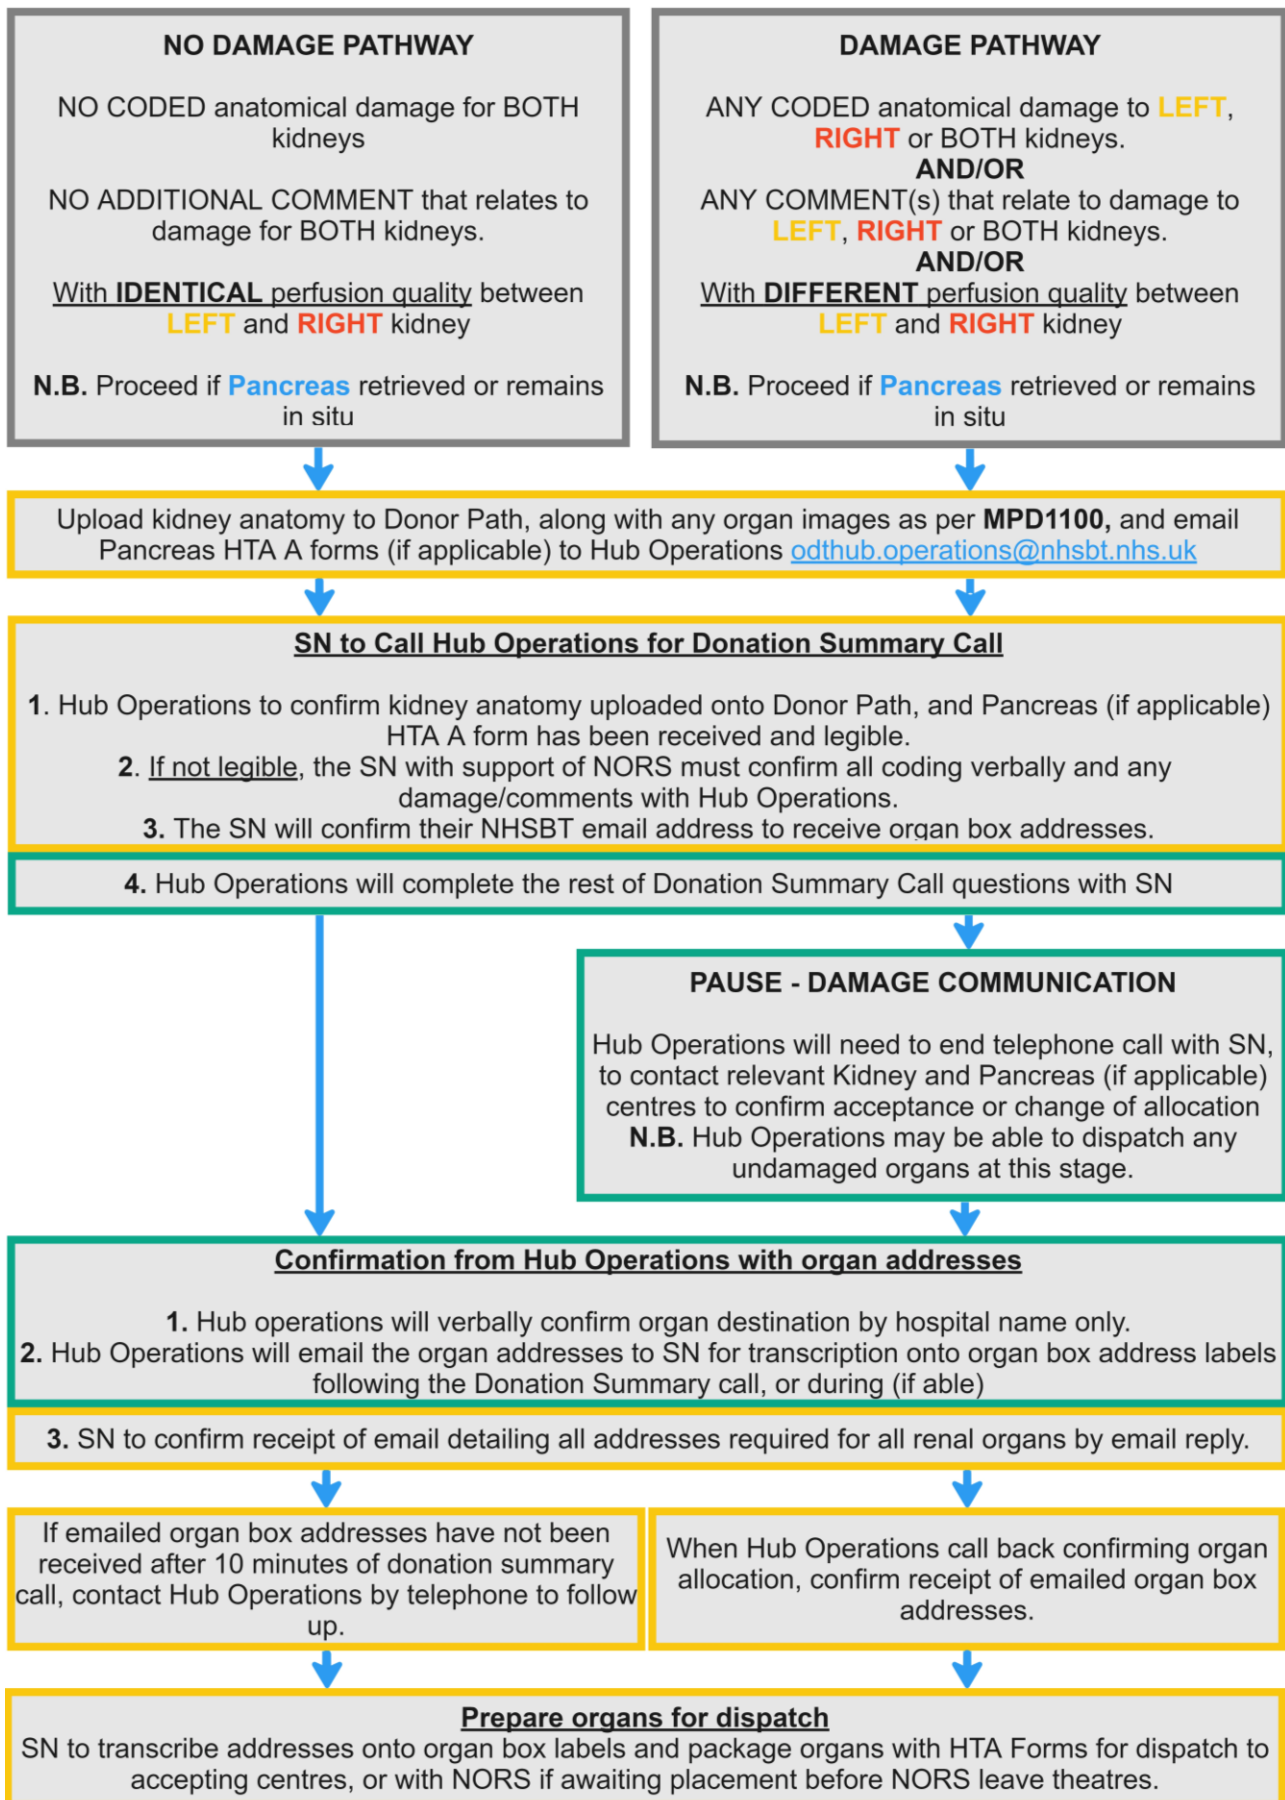 NO DAMAGE PATHWAY
NO CODED anatomical damage for BOTH
kidneys
NO ADDITIONAL COMMENT that relates to
damage for BOTH kidneys.
With IDENTICAL perfusion quality between
LEFT and RIGHT kidney
N.B. Proceed if Pancreas retrieved or remains
in situ
DAMAGE PATHWAY
ANY CODED anatomical damage to LEFT,
RIGHT or BOTH kidneys.
AND/OR
ANY COMMENT(s) that relate to damage to
LEFT, RIGHT or BOTH kidneys.
AND/OR
With DIFFERENT perfusion quality between
LEFT and RIGHT kidney
N.B. Proceed if Pancreas retrieved or remains
in situ
Upload kidney anatomy to Donor Path, along with any organ images as per MPD1100, and email
Pancreas HTA A forms (if applicable) to Hub Operations odthub.operations@nhsbt.nhs.uk
SN to Call Hub Operations for Donation Summary Call
1. Hub Operations to confirm kidney anatomy uploaded onto Donor Path, and Pancreas (if applicable)
HTA A form has been received and legible.
2. If not legible, the SN with support of NORS must confirm all coding verbally and any
damage/comments with Hub Operations.
3. The SN will confirm their NHSBT email address to receive organ box addresses.
4. Hub Operations will complete the rest of Donation Summary Call questions with SN
PAUSE - DAMAGE COMMUNICATION
Hub Operations will need to end telephone call with SN,
to contact relevant Kidney and Pancreas (if applicable)
centres to confirm acceptance or change of allocation
N.B. Hub Operations may be able to dispatch any
undamaged organs at this stage.
Confirmation from Hub Operations with organ addresses
1. Hub operations will verbally confirm organ destination by hospital name only.
2. Hub Operations will email the organ addresses to SN for transcription onto organ box address labels
following the Donation Summary call, or during (if able)
3. SN to confirm receipt of email detailing all addresses required for all renal organs by email reply.
If emailed organ box addresses have not been
received after 10 minutes of donation summary
call, contact Hub Operations by telephone to follow
up.
When Hub Operations call back confirming organ
allocation, confirm receipt of emailed organ box
addresses.
Prepare organs for dispatch
SN to transcribe addresses onto organ box labels and package organs with HTA Forms for dispatch to
accepting centres, or with NORS if awaiting placement before NORS leave theatres.